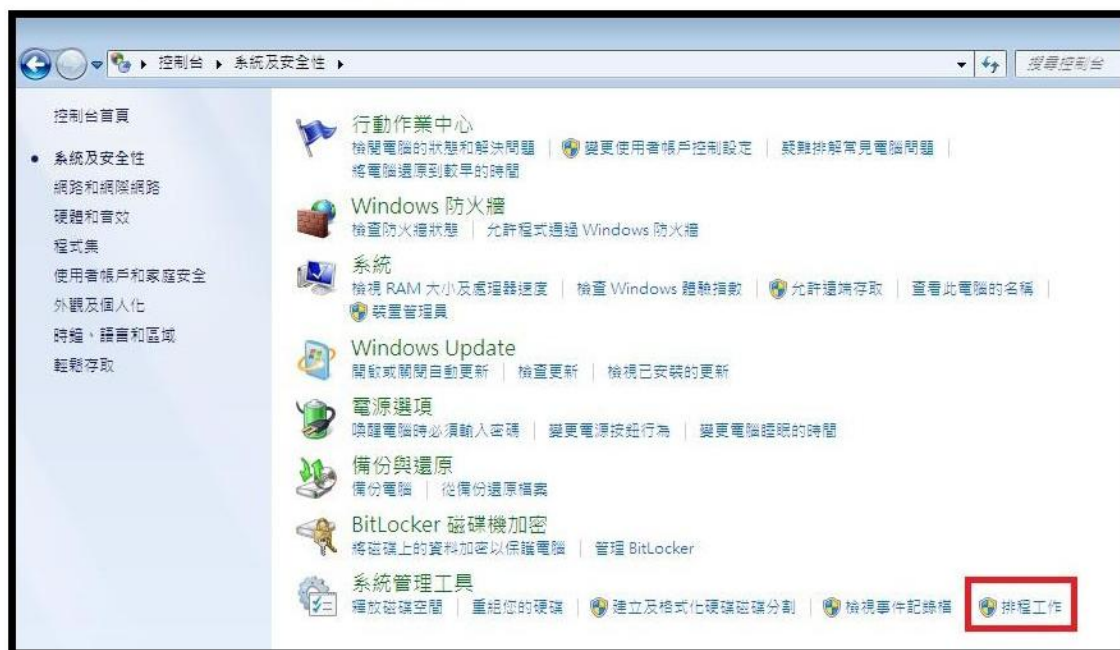 控制台 ▸ 系統及安全性 ▸
搜尋控制台
控制台首頁
系統及安全性
網路和網際網路
硬體和音效
程式集
使用者帳戶和家庭安全
外觀及個人化
時鐘、語言和區域
輕鬆存取
行動作業中心
檢閱電腦的狀態和解決問題 | 變更使用者帳戶控制設定 | 疑難排解常見電腦問題 |
將電腦還原到較早的時間
Windows 防火牆
檢查防火牆狀態 | 允許程式通過 Windows 防火牆
系統
檢視 RAM 大小及處理器速度 | 檢查 Windows 體驗指數 | 允許遠端存取 | 查看此電腦的名稱 |
裝置管理員
Windows Update
開啟或關閉自動更新 | 檢查更新 | 檢視已安裝的更新
電源選項
喚醒電腦時必須輸入密碼 | 變更電源按鈕行為 | 變更電腦睡眠的時間
備份與還原
備份電腦 | 從備份還原檔案
BitLocker 磁碟機加密
將磁碟上的資料加密以保護電腦 | 管理 BitLocker
系統管理工具
釋放磁碟空間 | 重組您的硬碟 | 建立及格式化硬碟磁碟分割 | 檢視事件記錄檔 | 排程工作